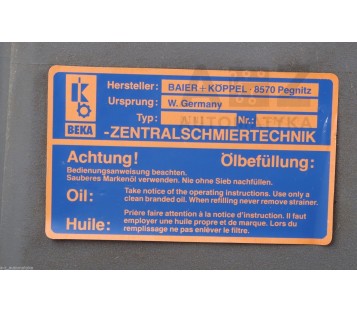 Hersteller: BAIER + KÖPPEL · 8570 Pegnitz
Ursprung: W. Germany
Typ: Nr.:
BEKA -ZENTRALSCHMIERTECHNIK
Achtung! Ölbefüllung:
Bedienungsanweisung beachten.
Sauberes Markenöl verwenden. Nie ohne Sieb nachfüllen.
Oil: Take notice of the operating instructions. Use only a
clean branded oil. When refilling never remove strainer.
Huile: Prière faire attention à la notice d'instruction. Il faut
employer une huile propre et de marque. Lors du
remplissage ne pas enlever le filtre.